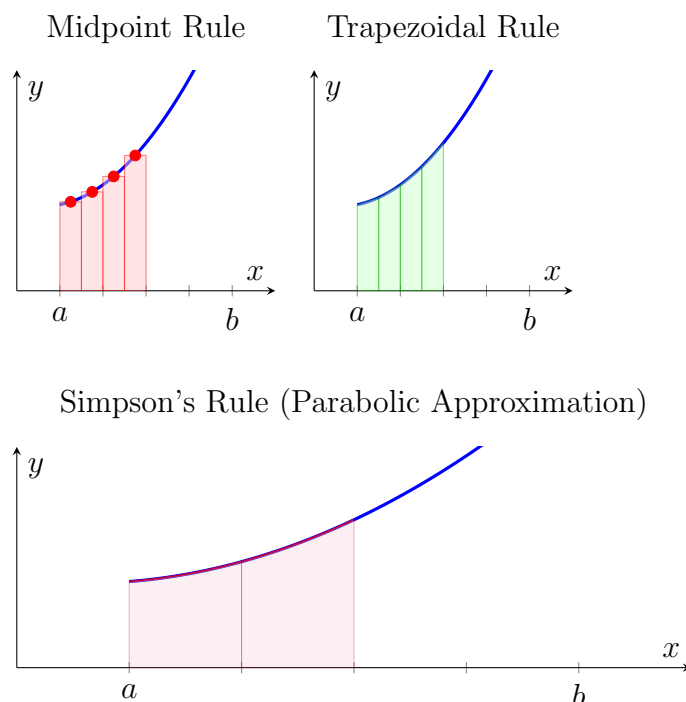 Midpoint Rule
Trapezoidal Rule
y
x
a
b
y
x
a
b
Simpson's Rule (Parabolic Approximation)
y
x
a
b